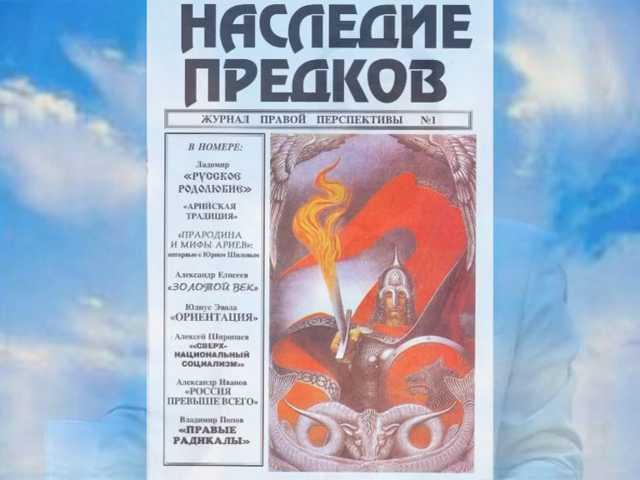 НАСЛЕДИЕ
ПРЕДКОВ
ЖУРНАЛ ПРАВОЙ ПЕРСПЕКТИВЫ №1
В НОМЕРЕ:
Ладомир
«РУССКОЕ
РОДОЛЮБИЕ»
«АРИЙСКАЯ
ТРАДИЦИЯ»
«ПРАРОДИНА
И МИФЫ АРИЕВ»:
интервью с Юрием Шиловым
Александр Елисеев
«ЗОЛОТОЙ ВЕК»
Юлиус Эвола
«ОРИЕНТАЦИЯ»
Алексей Широпаев
«СВЕРХ-
НАЦИОНАЛЬНЫЙ
СОЦИАЛИЗМ»
Александр Иванов
«РОССИЯ
ПРЕВЫШЕ ВСЕГО»
Владимир Попов
«ПРАВЫЕ
РАДИКАЛЫ»